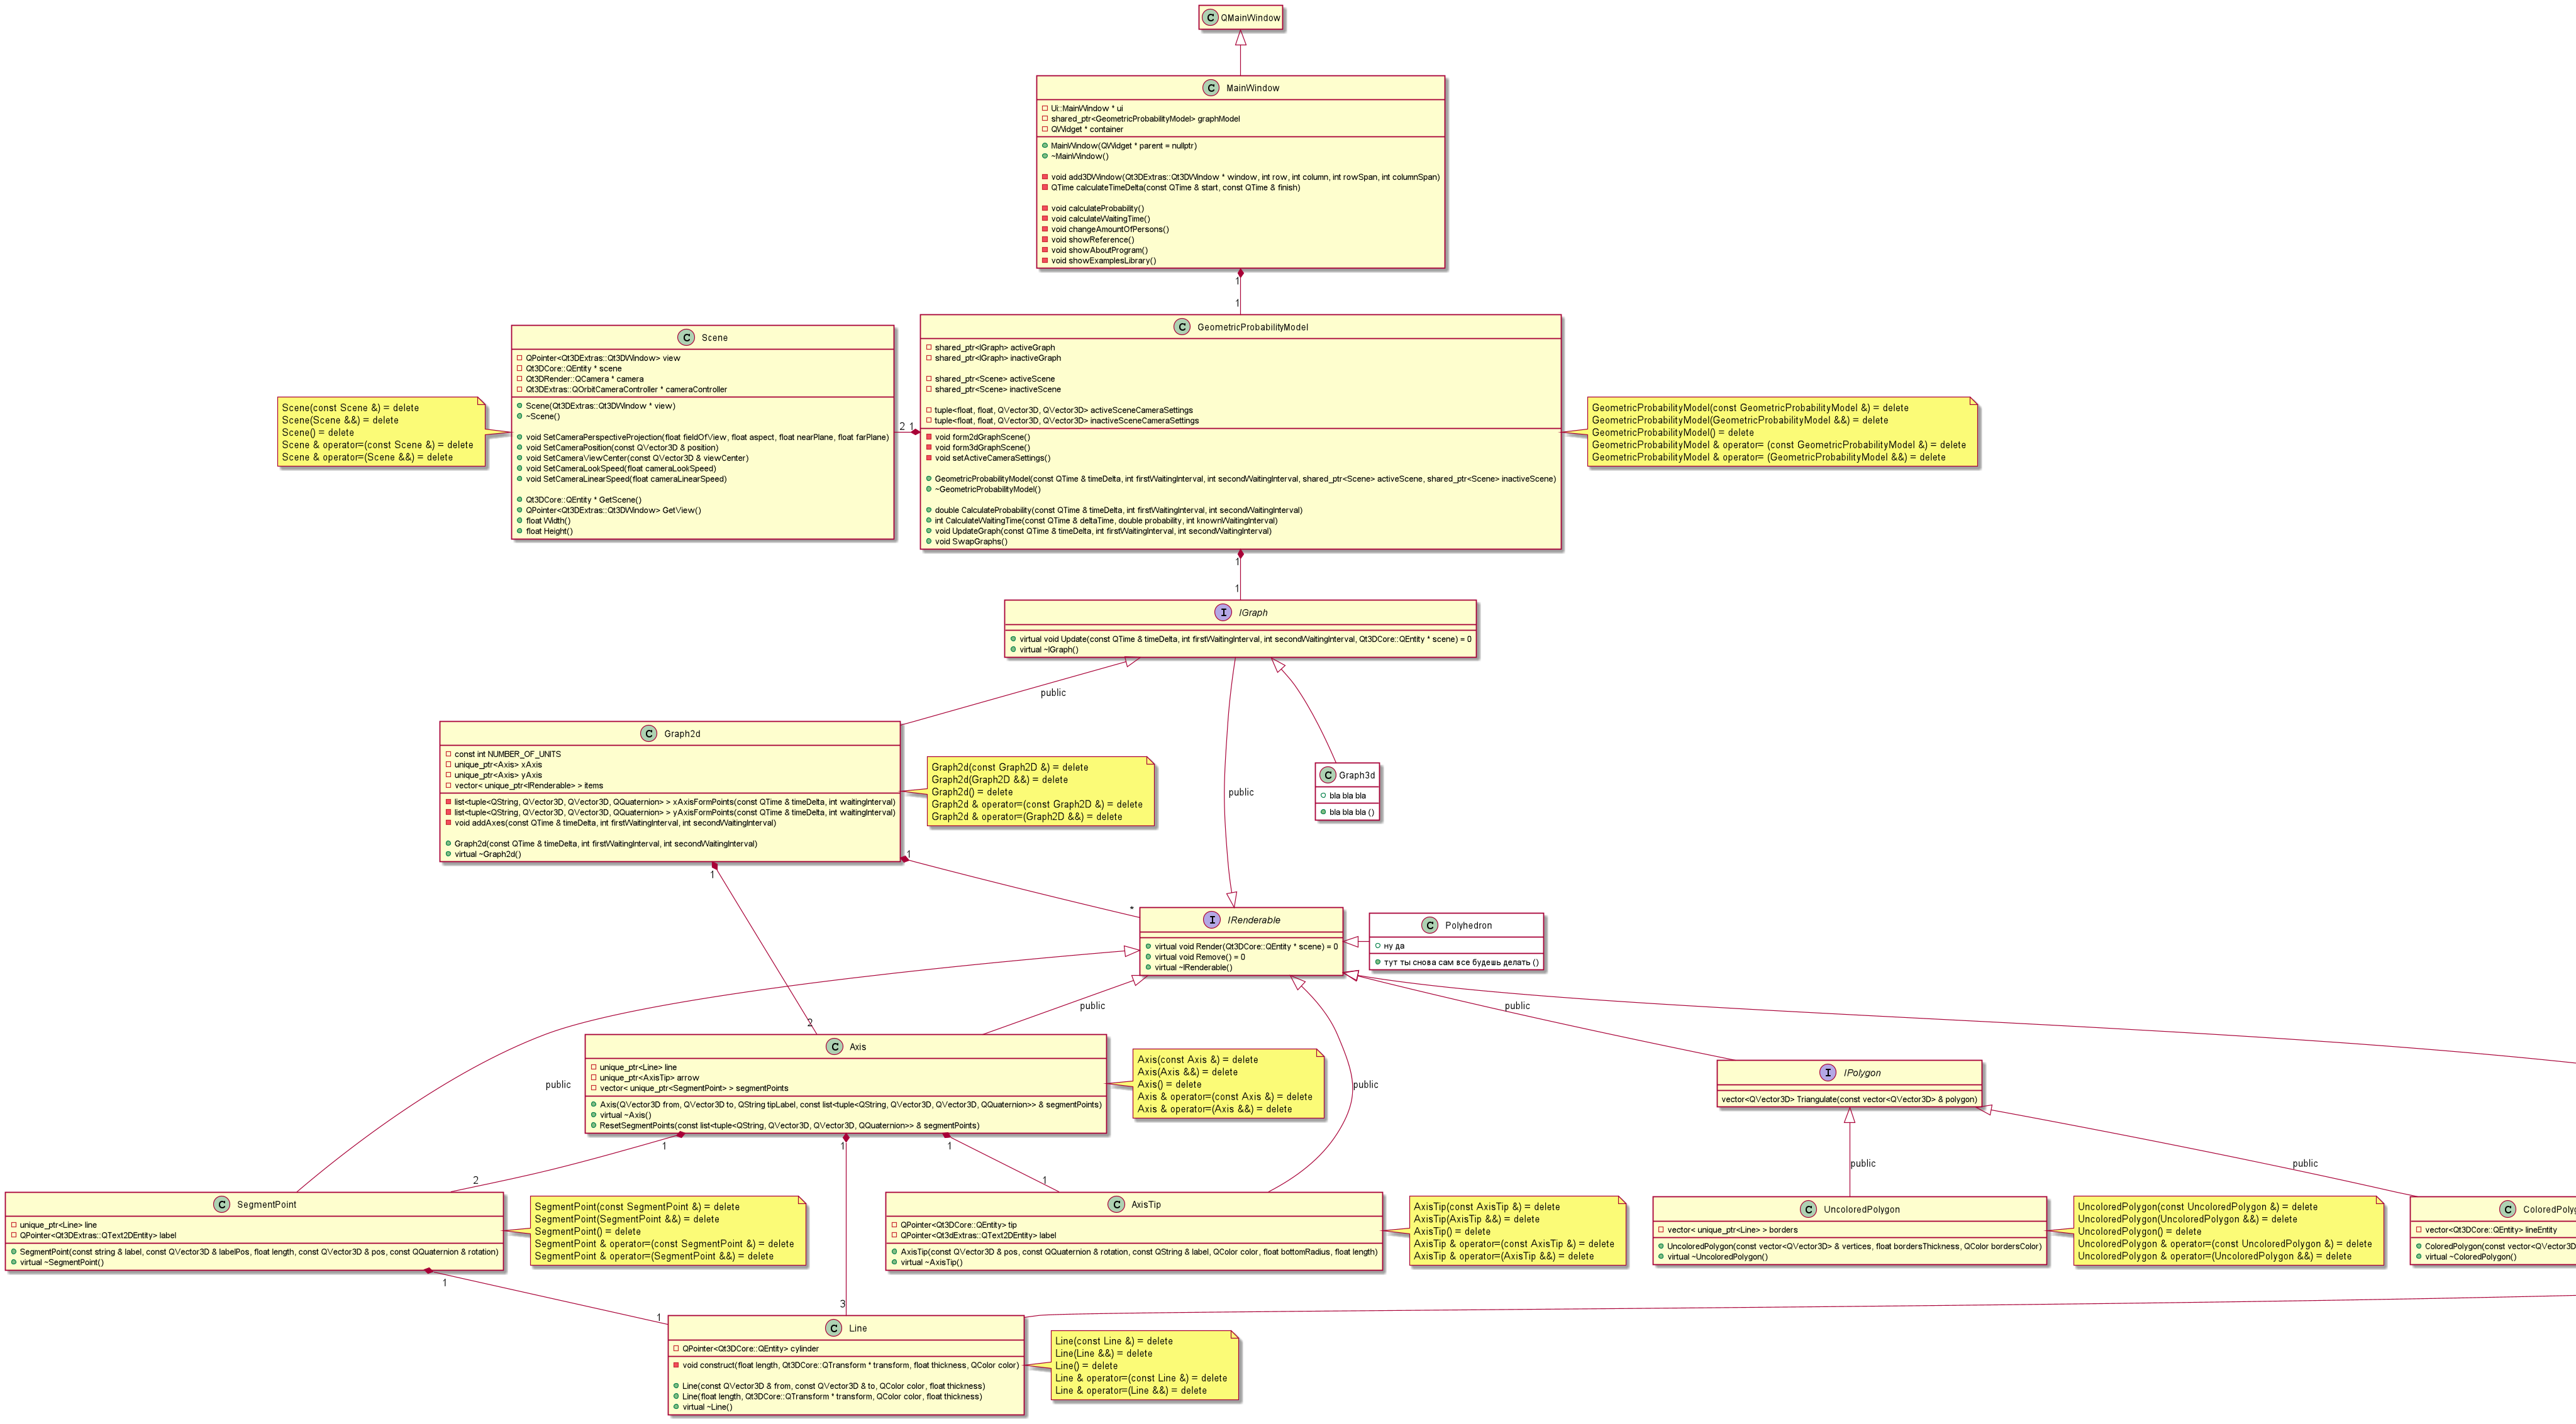 C QMainWindow
C MainWindow
Ui::MainWindow * ui
shared_ptr<GeometricProbabilityModel> graphModel
QWidget * container
MainWindow(QWidget * parent = nullptr)
~MainWindow()
void add3DWindow(Qt3DExtras::Qt3DWindow * window, int row, int column, int rowSpan, int columnSpan)
QTime calculateTimeDelta(const QTime & start, const QTime & finish)
void calculateProbability()
void calculateWaitingTime()
void changeAmountOfPersons()
void showReference()
void showAboutProgram()
void showExamplesLibrary()
1
1
C Scene
QPointer<Qt3DExtras::Qt3DWindow> view
Qt3DCore::QEntity * scene
Qt3DRender::QCamera * camera
Qt3DExtras::QOrbitCameraController * cameraController
Scene(Qt3DExtras::Qt3DWindow * view)
~Scene()
void SetCameraPerspectiveProjection(float fieldOfView, float aspect, float nearPlane, float farPlane)
void SetCameraPosition(const QVector3D & position)
void SetCameraViewCenter(const QVector3D & viewCenter)
void SetCameraLookSpeed(float cameraLookSpeed)
void SetCameraLinearSpeed(float cameraLinearSpeed)
Qt3DCore::QEntity * GetScene()
QPointer<Qt3DExtras::Qt3DWindow> GetView()
float Width()
float Height()
Scene(const Scene &) = delete
Scene(Scene &&) = delete
Scene() = delete
Scene & operator=(const Scene &) = delete
Scene & operator=(Scene &&) = delete
2 1
C GeometricProbabilityModel
shared_ptr<IGraph> activeGraph
shared_ptr<IGraph> inactiveGraph
shared_ptr<Scene> activeScene
shared_ptr<Scene> inactiveScene
tuple<float, float, QVector3D, QVector3D> activeSceneCameraSettings
tuple<float, float, QVector3D, QVector3D> inactiveSceneCameraSettings
void form2dGraphScene()
void form3dGraphScene()
void setActiveCameraSettings()
GeometricProbabilityModel(const QTime & timeDelta, int firstWaitingInterval, int secondWaitingInterval, shared_ptr<Scene> activeScene, shared_ptr<Scene> inactiveScene)
~GeometricProbabilityModel()
double CalculateProbability(const QTime & timeDelta, int firstWaitingInterval, int secondWaitingInterval)
int CalculateWaitingTime(const QTime & deltaTime, double probability, int knownWaitingInterval)
void UpdateGraph(const QTime & timeDelta, int firstWaitingInterval, int secondWaitingInterval)
void SwapGraphs()
GeometricProbabilityModel(const GeometricProbabilityModel &) = delete
GeometricProbabilityModel(GeometricProbabilityModel &&) = delete
GeometricProbabilityModel() = delete
GeometricProbabilityModel & operator= (const GeometricProbabilityModel &) = delete
GeometricProbabilityModel & operator= (GeometricProbabilityModel &&) = delete
1
1
I IGraph
virtual void Update(const QTime & timeDelta, int firstWaitingInterval, int secondWaitingInterval, Qt3DCore::QEntity * scene) = 0
virtual ~IGraph()
public
C Graph2d
const int NUMBER_OF_UNITS
unique_ptr<Axis> xAxis
unique_ptr<Axis> yAxis
vector< unique_ptr<IRenderable> > items
list<tuple<QString, QVector3D, QVector3D, QQuaternion> > xAxisFormPoints(const QTime & timeDelta, int waitingInterval)
list<tuple<QString, QVector3D, QVector3D, QQuaternion> > yAxisFormPoints(const QTime & timeDelta, int waitingInterval)
void addAxes(const QTime & timeDelta, int firstWaitingInterval, int secondWaitingInterval)
Graph2d(const QTime & timeDelta, int firstWaitingInterval, int secondWaitingInterval)
virtual ~Graph2d()
Graph2d(const Graph2D &) = delete
Graph2d(Graph2D &&) = delete
Graph2d() = delete
Graph2d & operator=(const Graph2D &) = delete
Graph2d & operator=(Graph2D &&) = delete
public
C Graph3d
bla bla bla
bla bla bla ()
1
1
*
I IRenderable
virtual void Render(Qt3DCore::QEntity * scene) = 0
virtual void Remove() = 0
virtual ~IRenderable()
C Polyhedron
ну да
тут ты снова сам все будешь делать ()
public
public
2
C Axis
unique_ptr<Line> line
unique_ptr<AxisTip> arrow
vector< unique_ptr<SegmentPoint> > segmentPoints
Axis(QVector3D from, QVector3D to, QString tipLabel, const list<tuple<QString, QVector3D, QVector3D, QQuaternion>> & segmentPoints)
virtual ~Axis()
ResetSegmentPoints(const list<tuple<QString, QVector3D, QVector3D, QQuaternion>> & segmentPoints)
Axis(const Axis &) = delete
Axis(Axis &&) = delete
Axis() = delete
Axis & operator=(const Axis &) = delete
Axis & operator=(Axis &&) = delete
public
public
I IPolygon
vector<QVector3D> Triangulate(const vector<QVector3D> & polygon)
1
1
1
2
1
public
public
C SegmentPoint
unique_ptr<Line> line
QPointer<Qt3DExtras::QText2DEntity> label
SegmentPoint(const string & label, const QVector3D & labelPos, float length, const QVector3D & pos, const QQuaternion & rotation)
virtual ~SegmentPoint()
SegmentPoint(const SegmentPoint &) = delete
SegmentPoint(SegmentPoint &&) = delete
SegmentPoint() = delete
SegmentPoint & operator=(const SegmentPoint &) = delete
SegmentPoint & operator=(SegmentPoint &&) = delete
C AxisTip
QPointer<Qt3DCore::QEntity> tip
QPointer<Qt3dExtras::QText2DEntity> label
AxisTip(const QVector3D & pos, const QQuaternion & rotation, const QString & label, QColor color, float bottomRadius, float length)
virtual ~AxisTip()
AxisTip(const AxisTip &) = delete
AxisTip(AxisTip &&) = delete
AxisTip() = delete
AxisTip & operator=(const AxisTip &) = delete
AxisTip & operator=(AxisTip &&) = delete
C UncoloredPolygon
vector< unique_ptr<Line> > borders
UncoloredPolygon(const vector<QVector3D> & vertices, float bordersThickness, QColor bordersColor)
virtual ~UncoloredPolygon()
UncoloredPolygon(const UncoloredPolygon &) = delete
UncoloredPolygon(UncoloredPolygon &&) = delete
UncoloredPolygon() = delete
UncoloredPolygon & operator=(const UncoloredPolygon &) = delete
UncoloredPolygon & operator=(UncoloredPolygon &&) = delete
C ColoredPolyg
vector<Qt3DCore::QEntity> lineEntity
ColoredPolygon(const vector<QVector3D
virtual ~ColoredPolygon()
1
1
3
C Line
QPointer<Qt3DCore::QEntity> cylinder
void construct(float length, Qt3DCore::QTransform * transform, float thickness, QColor color)
Line(const QVector3D & from, const QVector3D & to, QColor color, float thickness)
Line(float length, Qt3DCore::QTransform * transform, QColor color, float thickness)
virtual ~Line()
Line(const Line &) = delete
Line(Line &&) = delete
Line() = delete
Line & operator=(const Line &) = delete
Line & operator=(Line &&) = delete